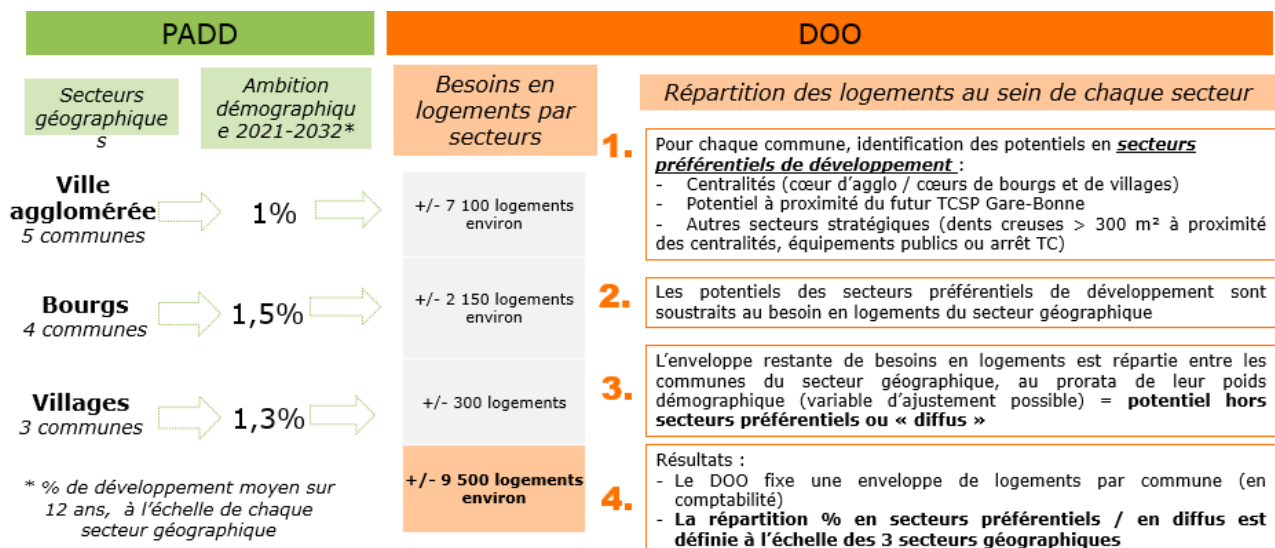 PADD
DOO
Secteurs
géographique
s
Ambition
démographiqu
e 2021-2032*
Besoins en
logements par
secteurs
Répartition des logements au sein de chaque secteur
Ville
agglomérée
5 communes
1%
+/- 7 100 logements
environ
Bourgs
4 communes
1,5%
+/- 2 150 logements
environ
Villages
3 communes
1,3%
+/- 300 logements
+/- 9 500 logements
environ
* % de développement moyen sur
12 ans, à l'échelle de chaque
secteur géographique
1.
Pour chaque commune, identification des potentiels en secteurs
préférentiels de développement :
- Centralités (cœur d'agglo / cœurs de bourgs et de villages)
- Potentiel à proximité du futur TCSP Gare-Bonne
- Autres secteurs stratégiques (dents creuses > 300 m² à proximité
des centralités, équipements publics ou arrêt TC)
2.
Les potentiels des secteurs préférentiels de développement sont
soustraits au besoin en logements du secteur géographique
3.
L'enveloppe restante de besoins en logements est répartie entre les
communes du secteur géographique, au prorata de leur poids
démographique (variable d'ajustement possible) = potentiel hors
secteurs préférentiels ou « diffus »
4.
Résultats :
- Le DOO fixe une enveloppe de logements par commune (en
comptabilité)
- La répartition % en secteurs préférentiels / en diffus est
définie à l'échelle des 3 secteurs géographiques